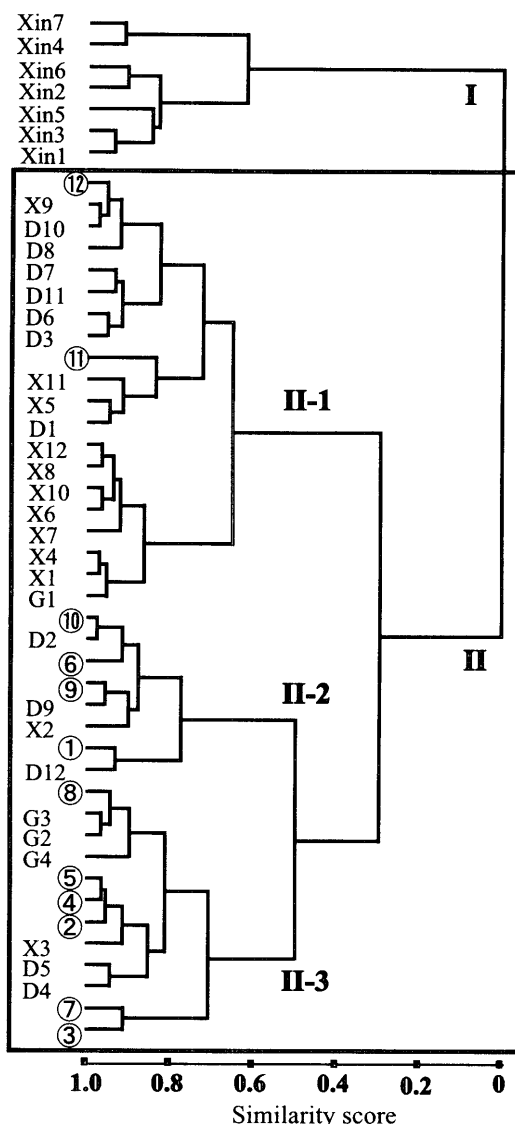 Xin7
Xin4
Xin6
Xin2
I
Xin5
Xin3
Xin1
⑫
X9
D10
D8
D7
D11
D6
D3
⑪
X11
II-1
X5
D1
X12
X8
X10
X6
X7
X4
X1
G1
⑩
D2
II
⑥
⑨
II-2
D9
X2
①
D12
⑧
G3
G2
G4
⑤
④
②
X3
D5
II-3
D4
⑦
③
1.0 0.8 0.6 0.4 0.2 0
Similarity score